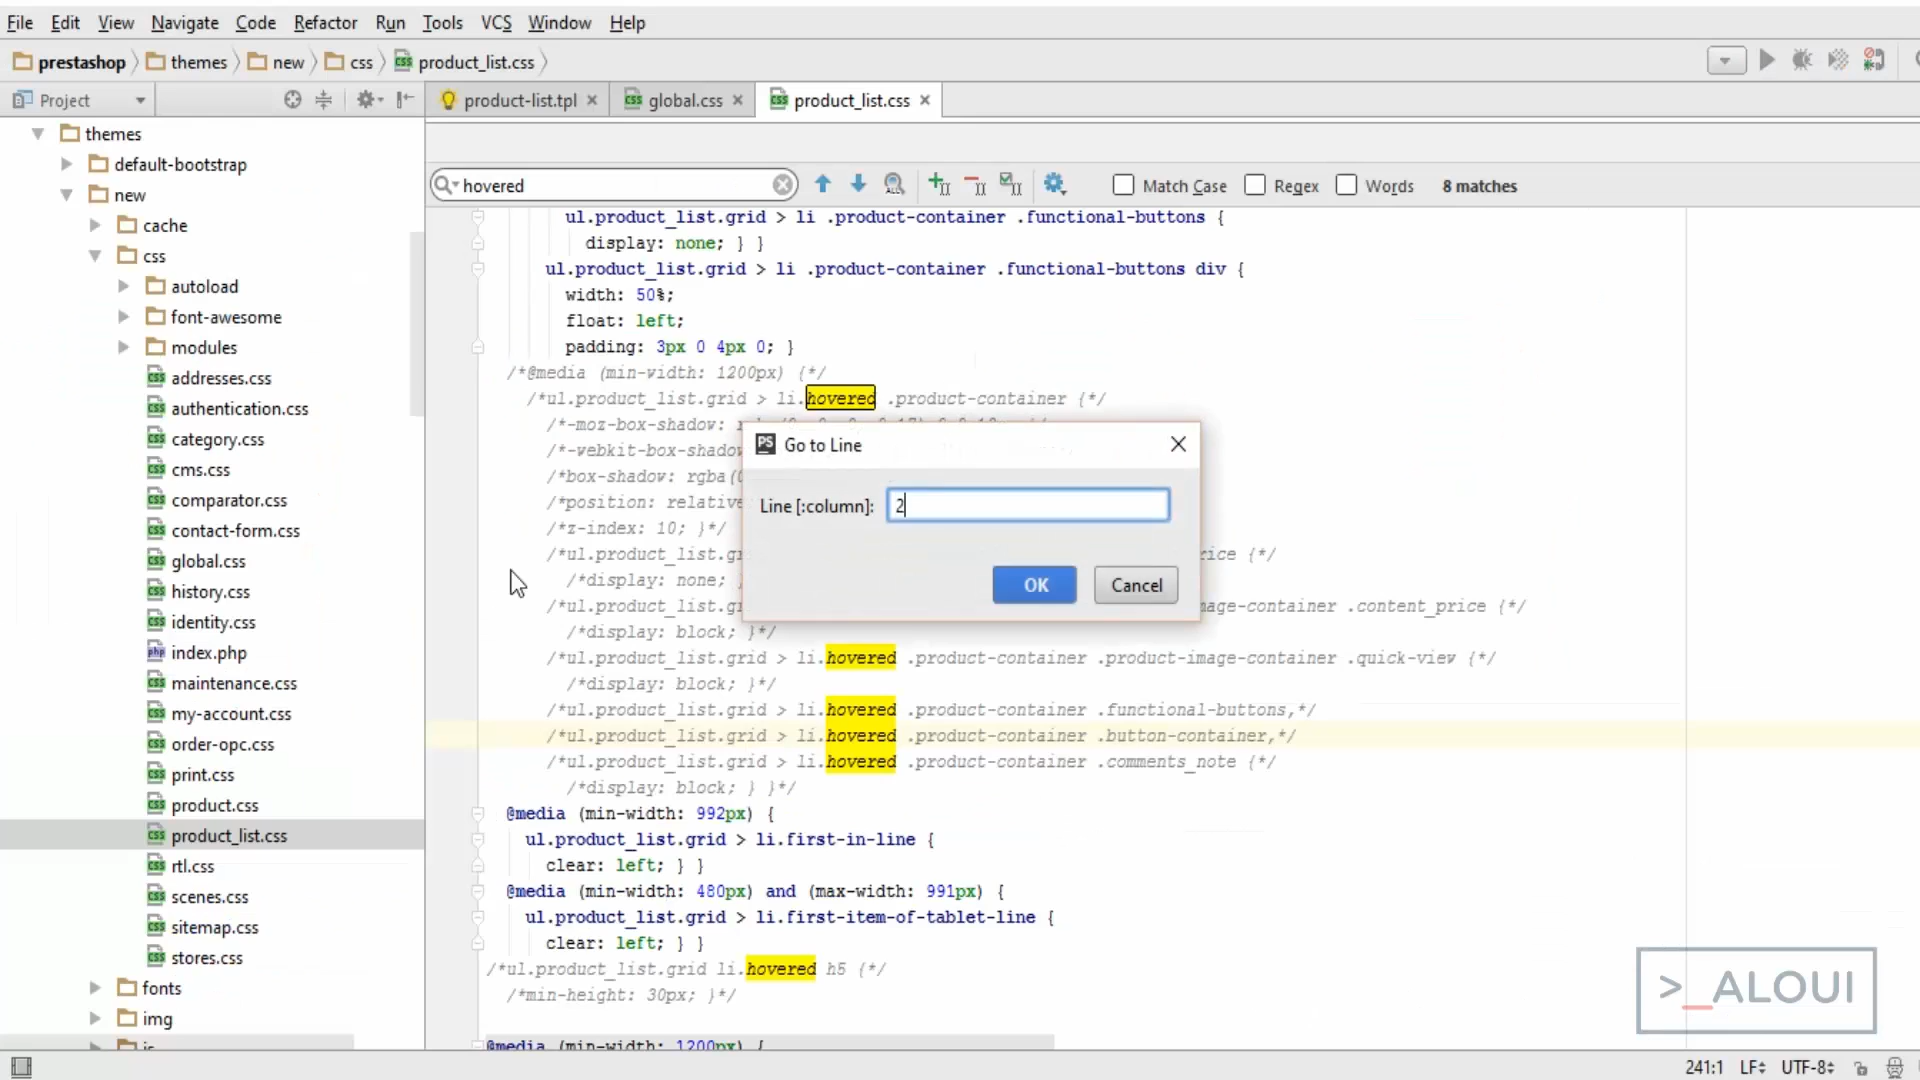 File Edit View Navigate Code Refactor Run Tools VCS Window Help
prestashop themes new css product_list.css
Project
product-list.tpl global.css product_list.css
themes
default-bootstrap
new
cache
css
autoload
font-awesome
modules
addresses.css
authentication.css
category.css
cms.css
comparator.css
contact-form.css
global.css
history.css
identity.css
index.php
maintenance.css
my-account.css
order-opc.css
print.css
product.css
product_list.css
rtl.css
scenes.css
sitemap.css
stores.css
fonts
img
hovered Match Case Regex Words 8 matches
ul.product_list.grid > li .product-container .functional-buttons {
display: none; } }
ul.product_list.grid > li .product-container .functional-buttons div {
width: 50%;
float: left;
padding: 3px 0 4px 0; }
/*@media (min-width: 1200px) {*/
/*ul.product_list.grid > li.hovered .product-container {*/
/*-moz-box-shadow:
/*-webkit-box-shadow
/*box-shadow: rgba(0
/*position: relative
/*z-index: 10; }*/
/*ul.product_list.gr ice {*/
/*display: none;
/*ul.product_list.gr age-container .content_price {*/
/*display: block; }*/
/*ul.product_list.grid > li.hovered .product-container .product-image-container .quick-view {*/
/*display: block; }*/
/*ul.product_list.grid > li.hovered .product-container .functional-buttons,*/
/*ul.product_list.grid > li.hovered .product-container .button-container,*/
/*ul.product_list.grid > li.hovered .product-container .comments_note {*/
/*display: block; } }*/
@media (min-width: 992px) {
ul.product_list.grid > li.first-in-line {
clear: left; } }
@media (min-width: 480px) and (max-width: 991px) {
ul.product_list.grid > li.first-item-of-tablet-line {
clear: left; } }
/*ul.product_list.grid li.hovered h5 {*/
/*min-height: 30px; }*/
@media (min-width: 1200px) {
PS Go to Line
Line [:column]: 2
OK Cancel
>_ALOUI
241:1 LF UTF-8